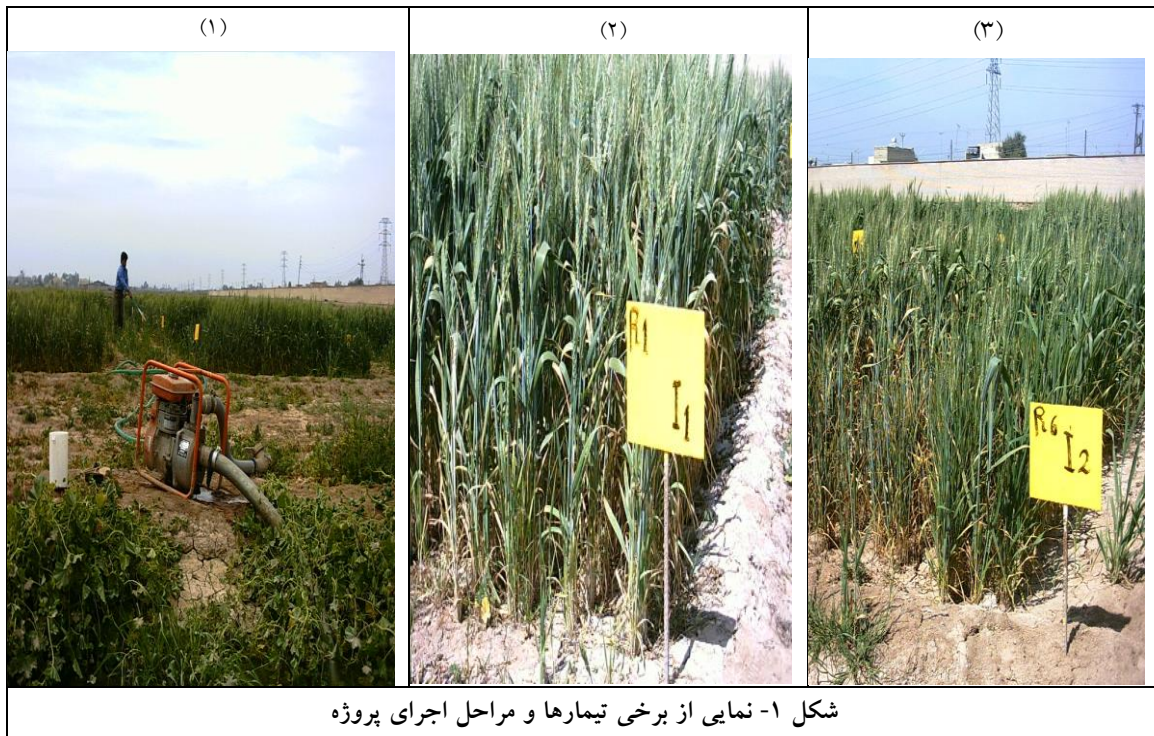 (۱)
(۲)
(۳)
R1
I1
R6
I2
شکل ۱- نمایی از برخی تیمارها و مراحل اجرای پروژه